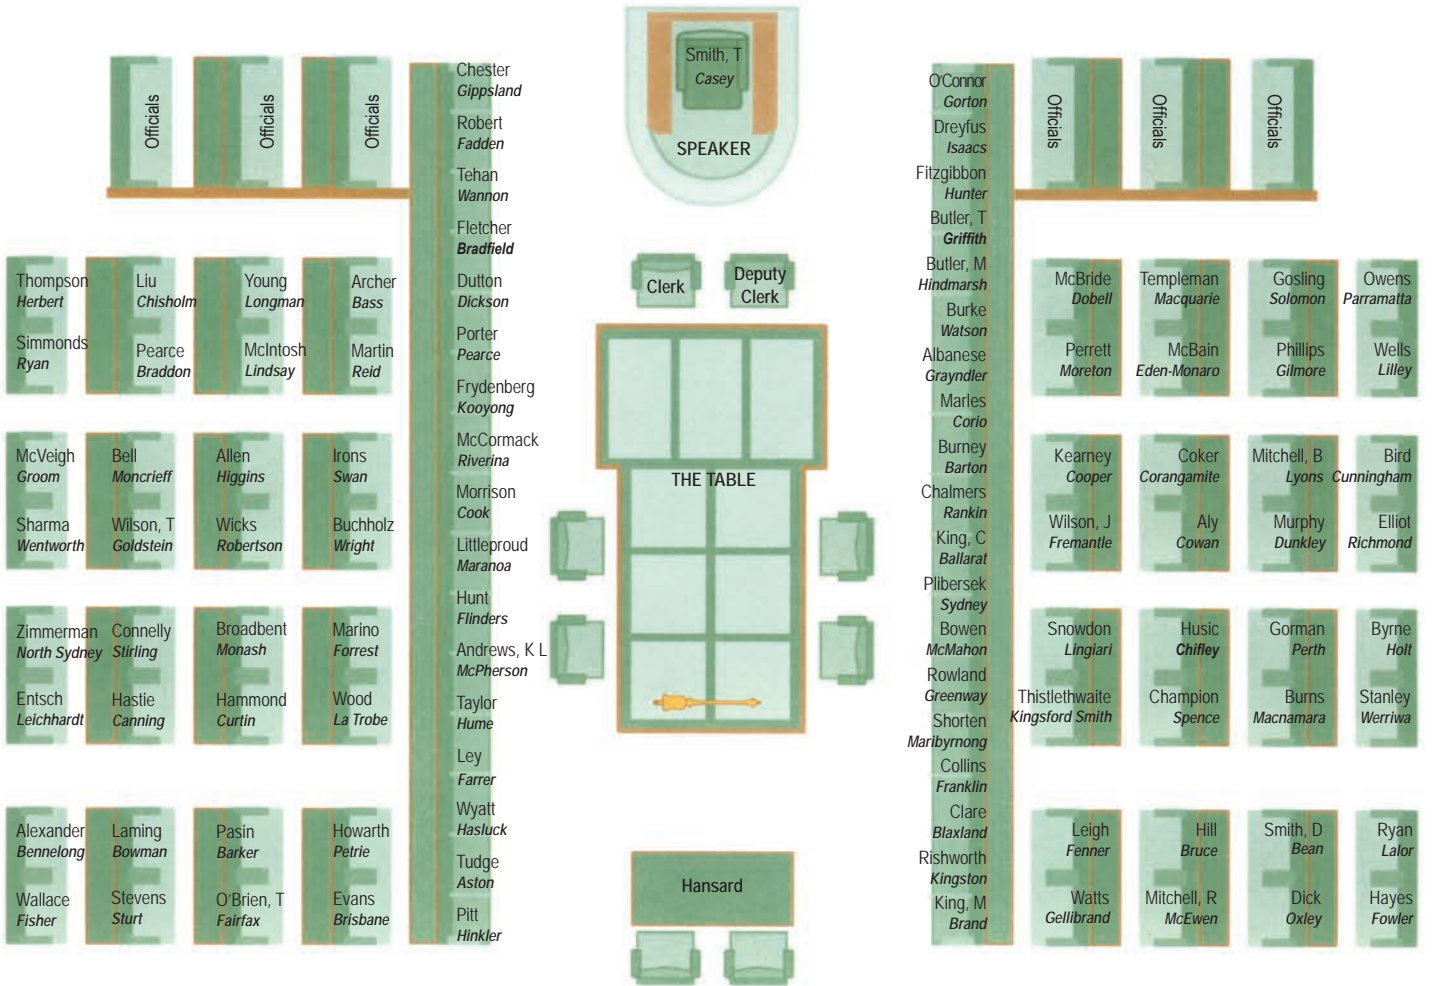 Officials
Officials
Officials
Chester
Gippsland
Robert
Fadden
Tehan
Wannon
Fletcher
Bradfield
Dutton
Dickson
Porter
Pearce
Frydenberg
Kooyong
McCormack
Riverina
Morrison
Cook
Littleproud
Maranoa
Hunt
Flinders
Andrews, K L
McPherson
Taylor
Hume
Ley
Farrer
Wyatt
Hasluck
Tudge
Aston
Pitt
Hinkler
Thompson
Herbert
Simmonds
Ryan
Liu
Chisholm
Pearce
Braddon
Young
Longman
McIntosh
Lindsay
Archer
Bass
Martin
Reid
McVeigh
Groom
Sharma
Wentworth
Bell
Moncrieff
Wilson, T
Goldstein
Allen
Higgins
Wicks
Robertson
Irons
Swan
Buchholz
Wright
Zimmerman
North Sydney
Entsch
Leichhardt
Connelly
Stirling
Hastie
Canning
Broadbent
Monash
Hammond
Curtin
Marino
Forrest
Wood
La Trobe
Alexander
Bennelong
Wallace
Fisher
Laming
Bowman
Stevens
Sturt
Pasin
Barker
O'Brien, T
Fairfax
Howarth
Petrie
Evans
Brisbane
Smith, T
Casey
SPEAKER
Clerk
Deputy
Clerk
THE TABLE
Hansard
O'Connor
Gorton
Dreyfus
Isaacs
Fitzgibbon
Hunter
Butler, T
Griffith
Butler, M
Hindmarsh
Burke
Watson
Albanese
Grayndler
Marles
Corio
Burney
Barton
Chalmers
Rankin
King, C
Ballarat
Plibersek
Sydney
Bowen
McMahon
Rowland
Greenway
Shorten
Maribyrnong
Collins
Franklin
Clare
Blaxland
Rishworth
Kingston
King, M
Brand
Officials
Officials
Officials
McBride
Dobell
Perrett
Moreton
Templeman
Macquarie
McBain
Eden-Monaro
Gosling
Solomon
Phillips
Gilmore
Owens
Parramatta
Wells
Lilley
Kearney
Cooper
Wilson, J
Fremantle
Coker
Corangamite
Aly
Cowan
Mitchell, B
Lyons
Murphy
Dunkley
Bird
Cunningham
Elliot
Richmond
Snowdon
Lingiari
Thistlethwaite
Kingsford Smith
Husic
Chifley
Champion
Spence
Gorman
Perth
Burns
Macnamara
Byrne
Holt
Stanley
Werriwa
Leigh
Fenner
Watts
Gellibrand
Hill
Bruce
Mitchell, R
McEwen
Smith, D
Bean
Dick
Oxley
Ryan
Lalor
Hayes
Fowler